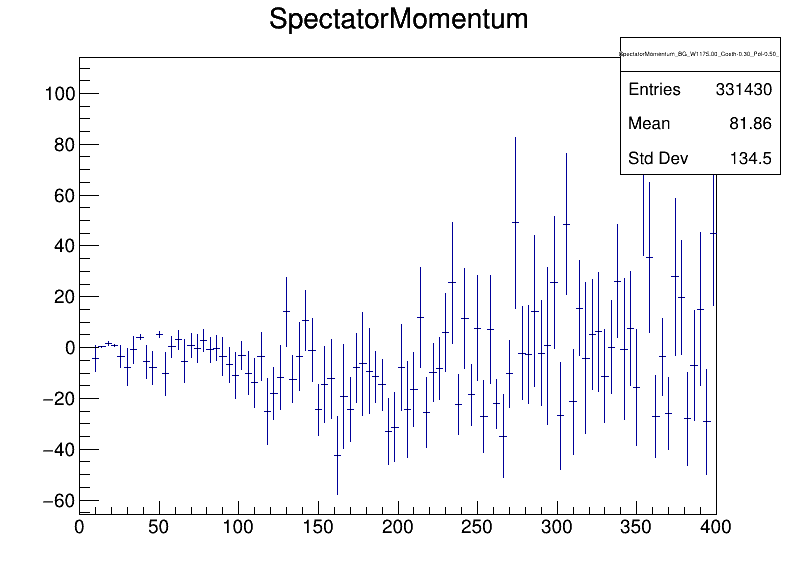 SpectatorMomentum
SpectatorMomentum_BG_W1175.00_Costh-0.30_Pol-0.50_
Entries 331430
Mean 81.86
Std Dev 134.5
100
80
60
40
20
0
−20
−40
−60
0 50 100 150 200 250 300 350 400